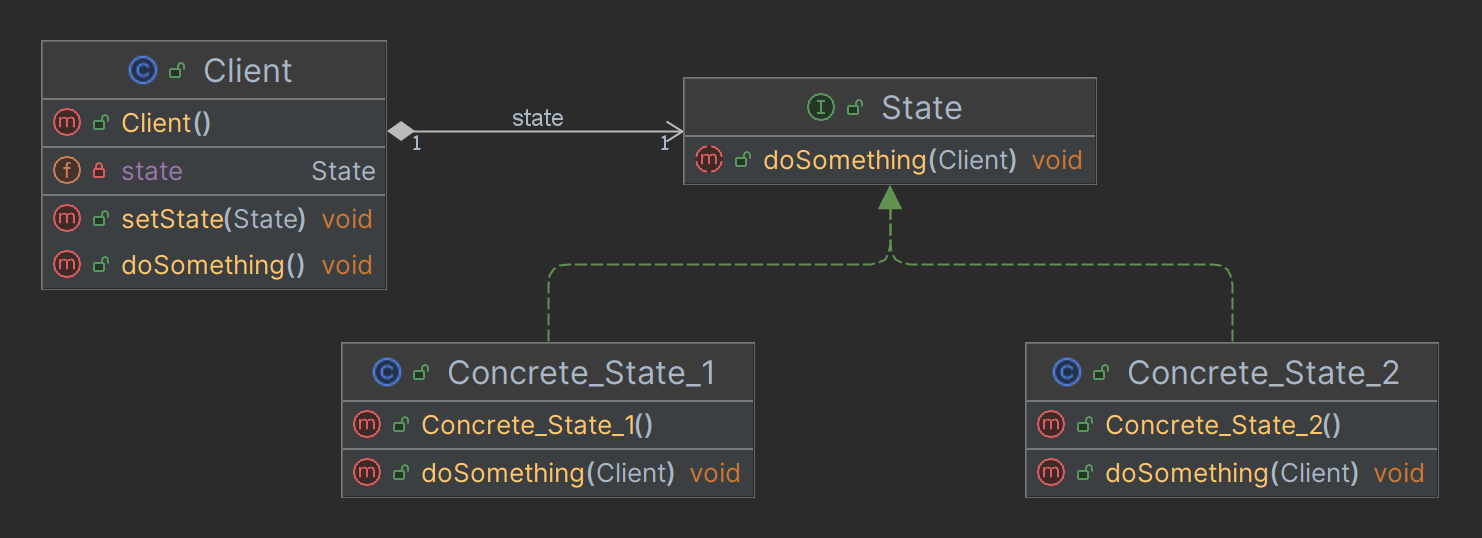 Client
Client()
state State
setState(State) void
doSomething() void
state
1
1
State
doSomething(Client) void
Concrete_State_1
Concrete_State_1()
doSomething(Client) void
Concrete_State_2
Concrete_State_2()
doSomething(Client) void